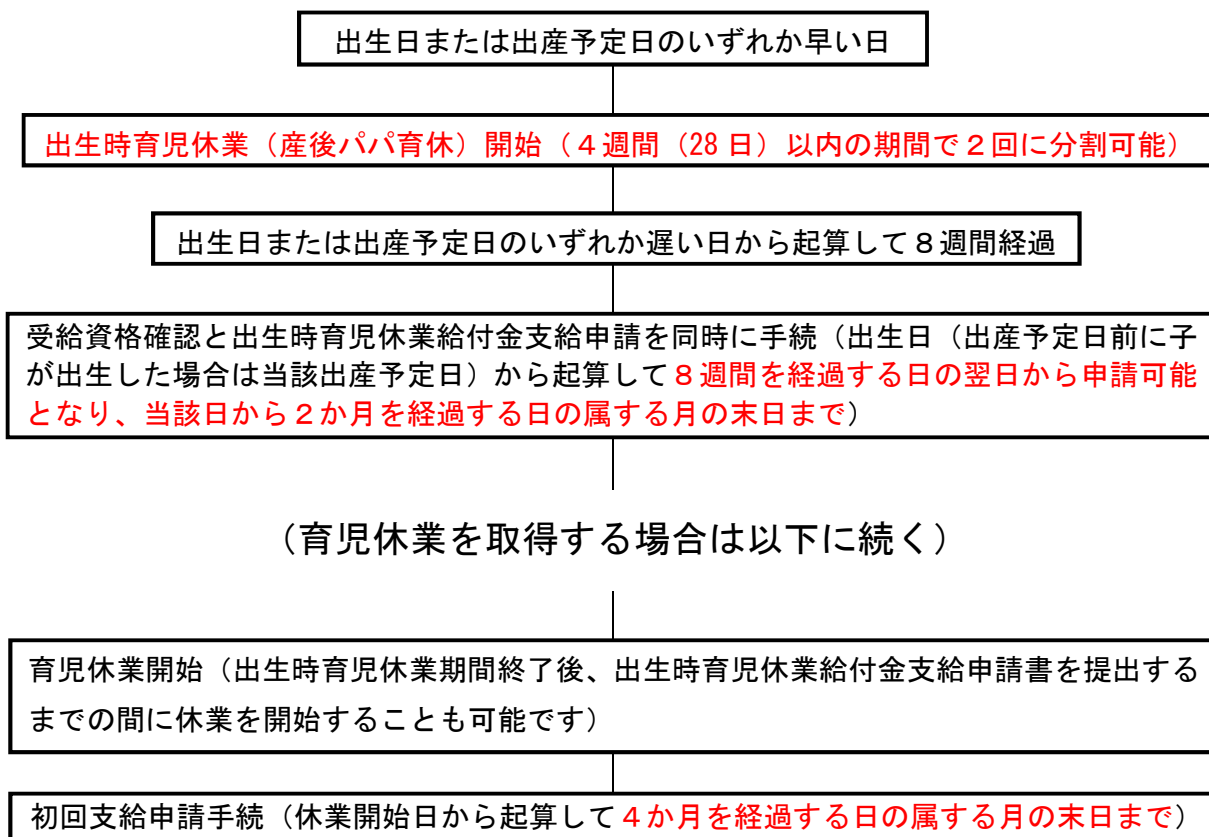 出生日または出産予定日のいずれか早い日
出生時育児休業（産後パパ育休）開始（４週間（28日）以内の期間で２回に分割可能）
出生日または出産予定日のいずれか遅い日から起算して８週間経過
受給資格確認と出生時育児休業給付金支給申請を同時に手続（出生日（出産予定日前に子
が出生した場合は当該出産予定日）から起算して８週間を経過する日の翌日から申請可能
となり、当該日から２か月を経過する日の属する月の末日まで）
（育児休業を取得する場合は以下に続く）
育児休業開始（出生時育児休業期間終了後、出生時育児休業給付金支給申請書を提出する
までの間に休業を開始することも可能です）
初回支給申請手続（休業開始日から起算して４か月を経過する日の属する月の末日まで）